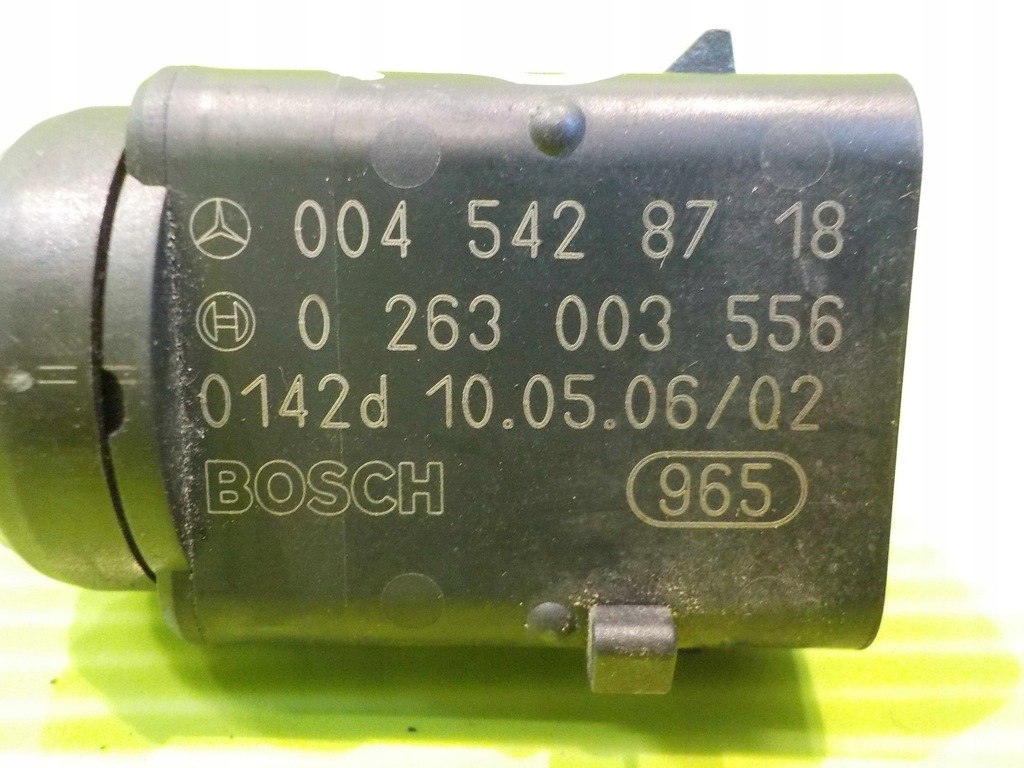 004 542 87 18
0 263 003 556
0142d 10.05.06/02
BOSCH 965